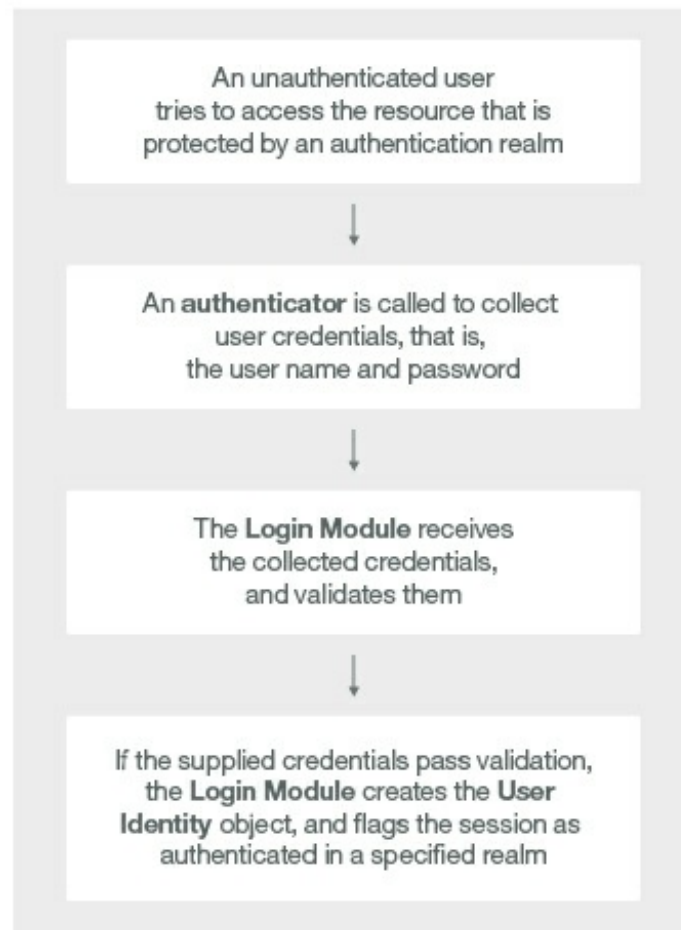 An unauthenticated user
tries to access the resource that is
protected by an authentication realm
An authenticator is called to collect
user credentials, that is,
the user name and password
The Login Module receives
the collected credentials,
and validates them
If the supplied credentials pass validation,
the Login Module creates the User
Identity object, and flags the session as
authenticated in a specified realm